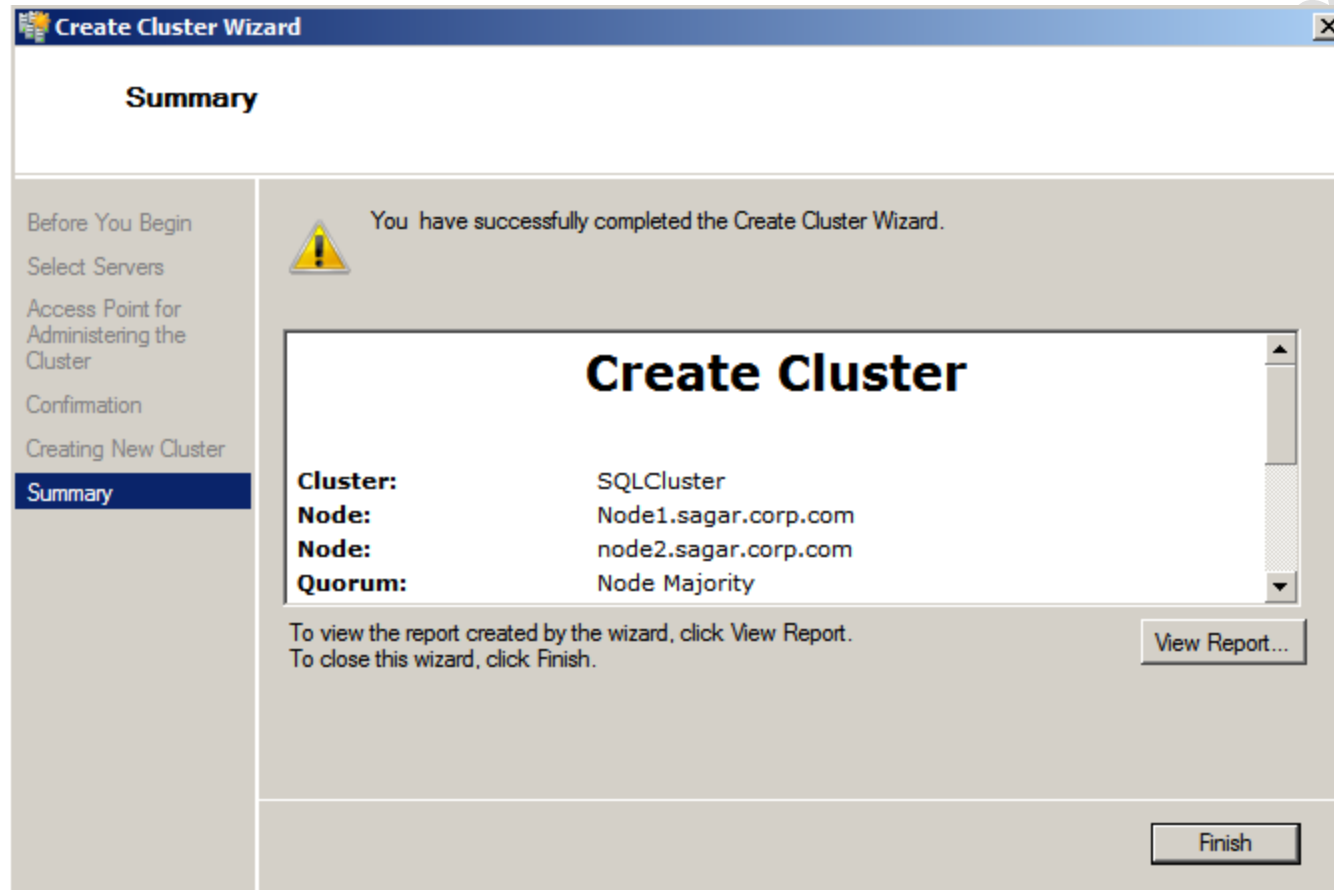 Create Cluster Wizard
Summary
Before You Begin
Select Servers
Access Point for
Administering the
Cluster
Confirmation
Creating New Cluster
Summary
You have successfully completed the Create Cluster Wizard.
Create Cluster
Cluster: SQLCluster
Node: Node1.sagar.corp.com
Node: node2.sagar.corp.com
Quorum: Node Majority
To view the report created by the wizard, click View Report.
To close this wizard, click Finish.
View Report...
Finish